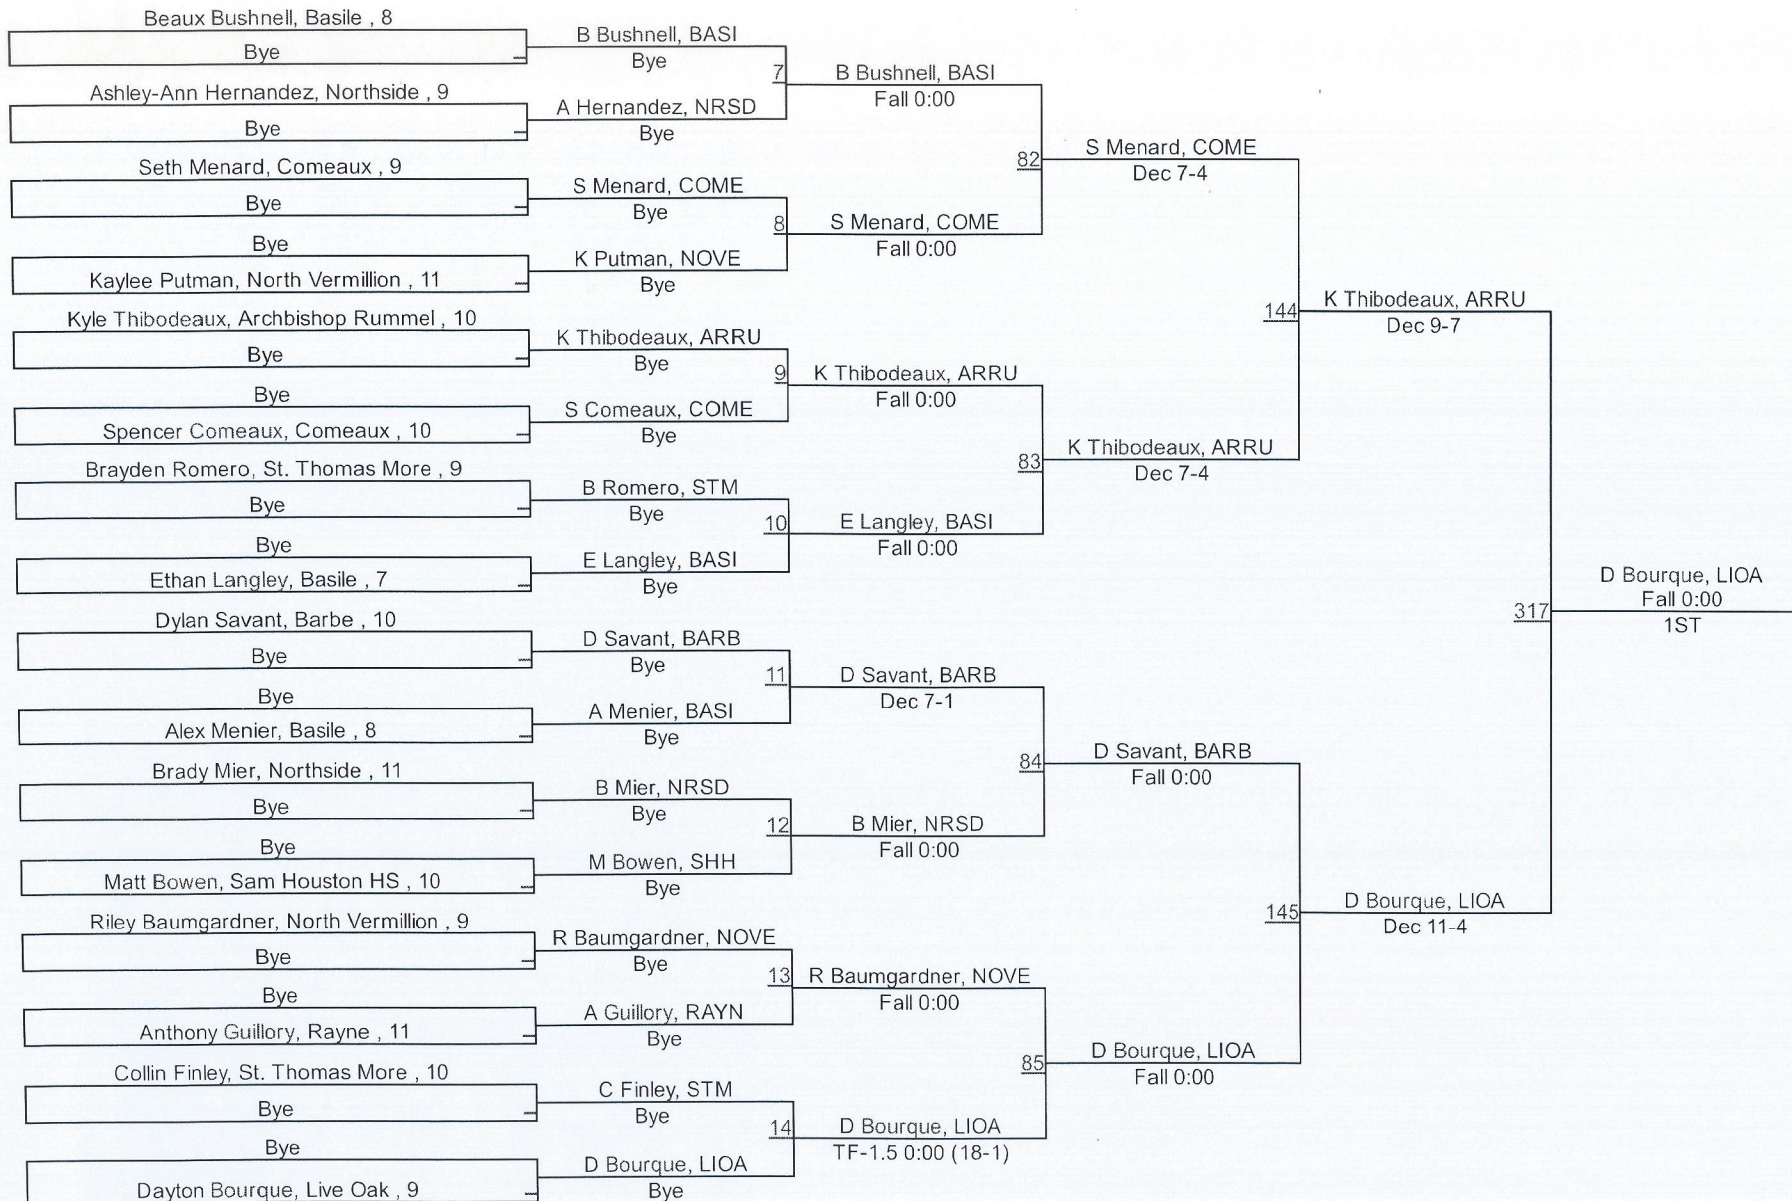 Beaux Bushnell, Basile , 8
Bye
Ashley-Ann Hernandez, Northside , 9
Bye
Seth Menard, Comeaux , 9
Bye
Bye
Kaylee Putman, North Vermillion , 11
Kyle Thibodeaux, Archbishop Rummel , 10
Bye
Bye
Spencer Comeaux, Comeaux , 10
Brayden Romero, St. Thomas More , 9
Bye
Bye
Ethan Langley, Basile , 7
Dylan Savant, Barbe , 10
Bye
Bye
Alex Menier, Basile , 8
Brady Mier, Northside , 11
Bye
Bye
Matt Bowen, Sam Houston HS , 10
Riley Baumgardner, North Vermillion , 9
Bye
Bye
Anthony Guillory, Rayne , 11
Collin Finley, St. Thomas More , 10
Bye
Bye
Dayton Bourque, Live Oak , 9
B Bushnell, BASI
Bye
7
A Hernandez, NRSD
Bye
S Menard, COME
Bye
8
K Putman, NOVE
Bye
K Thibodeaux, ARRU
Bye
9
S Comeaux, COME
Bye
B Romero, STM
Bye
10
E Langley, BASI
Bye
D Savant, BARB
Bye
11
A Menier, BASI
Bye
B Mier, NRSD
Bye
12
M Bowen, SHH
Bye
R Baumgardner, NOVE
Bye
13
A Guillory, RAYN
Bye
C Finley, STM
Bye
14
D Bourque, LIOA
Bye
B Bushnell, BASI
Fall 0:00
82
S Menard, COME
Fall 0:00
K Thibodeaux, ARRU
Fall 0:00
83
E Langley, BASI
Fall 0:00
D Savant, BARB
Dec 7-1
84
B Mier, NRSD
Fall 0:00
R Baumgardner, NOVE
Fall 0:00
85
D Bourque, LIOA
TF-1.5 0:00 (18-1)
S Menard, COME
Dec 7-4
144
K Thibodeaux, ARRU
Dec 7-4
D Savant, BARB
Fall 0:00
145
D Bourque, LIOA
Fall 0:00
K Thibodeaux, ARRU
Dec 9-7
317
D Bourque, LIOA
Dec 11-4
D Bourque, LIOA
Fall 0:00
1ST